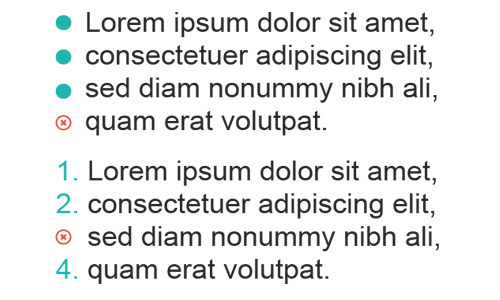 ● Lorem ipsum dolor sit amet,
● consectetuer adipiscing elit,
● sed diam nonummy nibh ali,
⊗ quam erat volutpat.
1. Lorem ipsum dolor sit amet,
2. consectetuer adipiscing elit,
⊗ sed diam nonummy nibh ali,
4. quam erat volutpat.